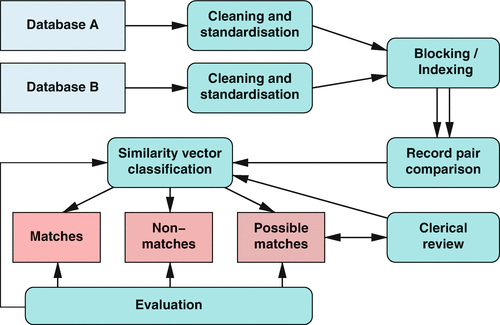 Database A
Cleaning and
standardisation
Database B
Cleaning and
standardisation
Blocking /
Indexing
Similarity vector
classification
Record pair
comparison
Matches
Non–
matches
Possible
matches
Clerical
review
Evaluation